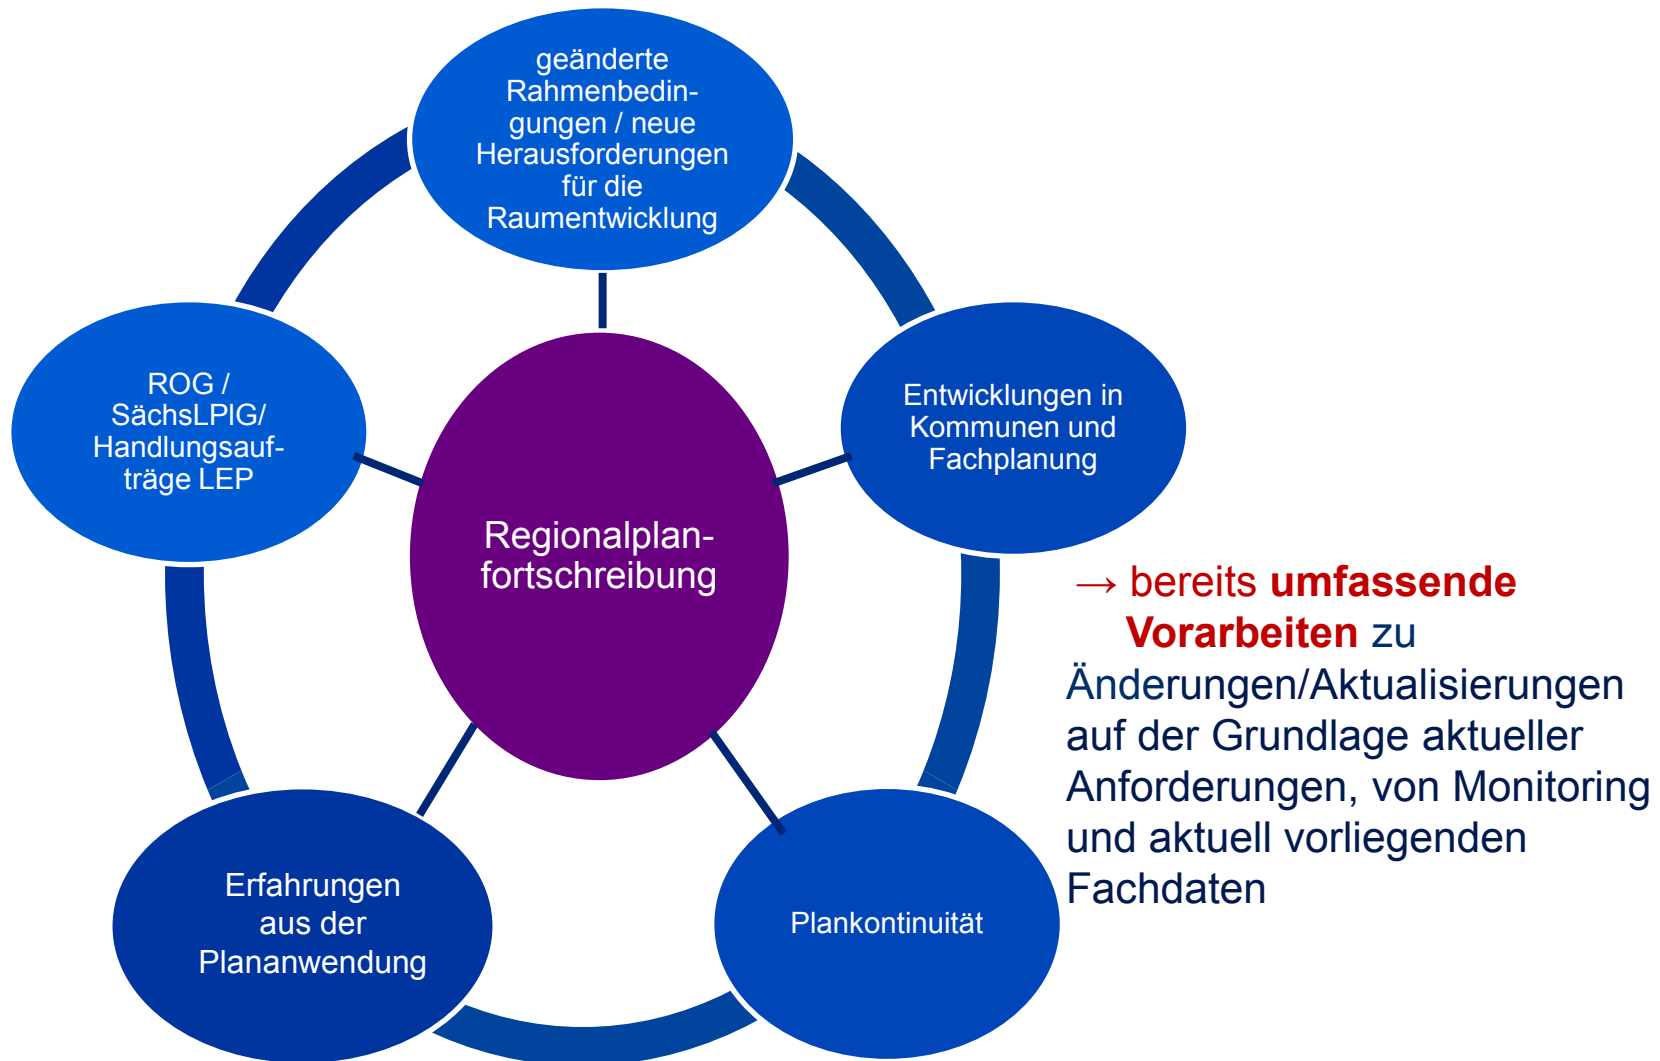 geänderte
Rahmenbedin-
gungen / neue
Herausforderungen
für die
Raumentwicklung
ROG /
SächsLPlG/
Handlungsauf-
träge LEP
Entwicklungen in
Kommunen und
Fachplanung
Regionalplan-
fortschreibung
→ bereits umfassende
Vorarbeiten zu
Änderungen/Aktualisierungen
auf der Grundlage aktueller
Anforderungen, von Monitoring
und aktuell vorliegenden
Fachdaten
Erfahrungen
aus der
Plananwendung
Plankontinuität